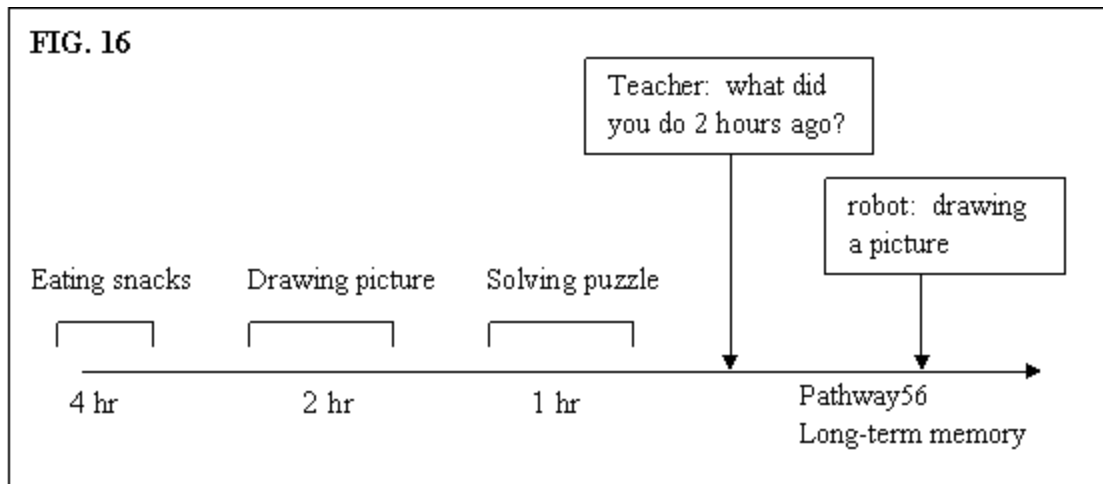 FIG. 16
Teacher: what did
you do 2 hours ago?
robot: drawing
a picture
Eating snacks
Drawing picture
Solving puzzle
4 hr
2 hr
1 hr
Pathway56
Long-term memory